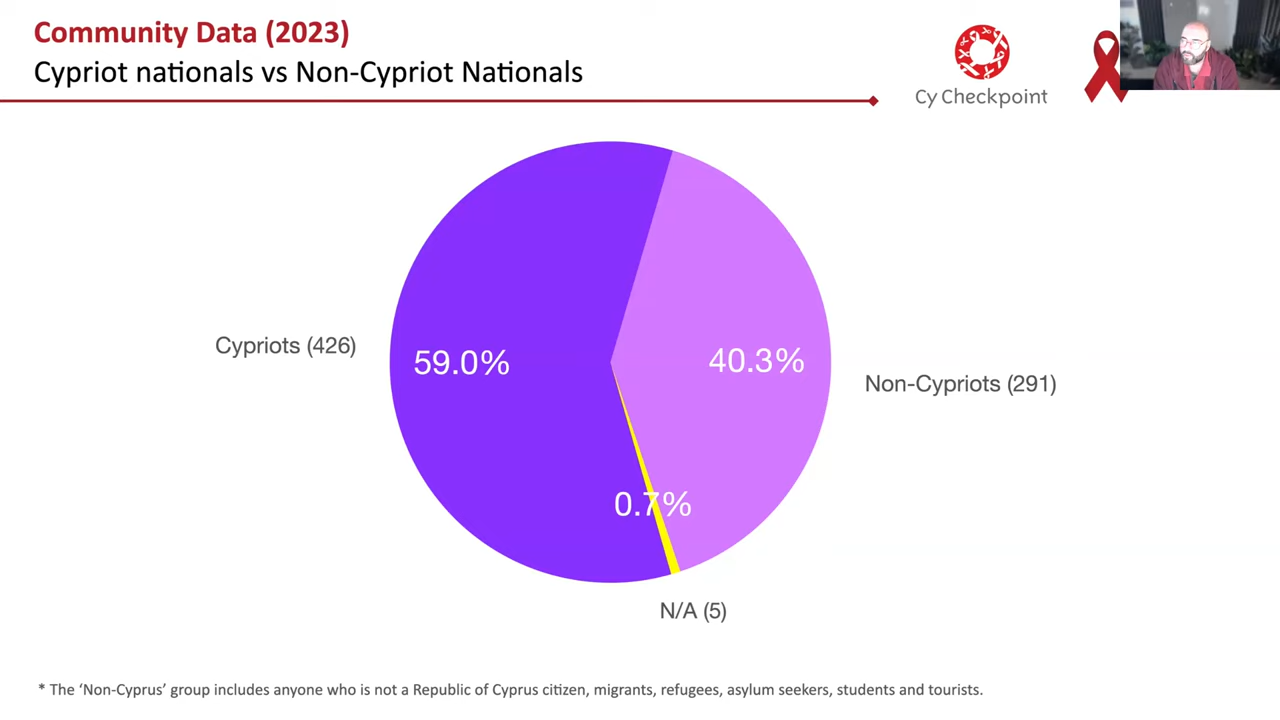 Community Data (2023)
Cypriot nationals vs Non-Cypriot Nationals
Cy Checkpoint
Cypriots (426)
59.0%
40.3%
Non-Cypriots (291)
0.7%
N/A (5)
* The ‘Non-Cyprus’ group includes anyone who is not a Republic of Cyprus citizen, migrants, refugees, asylum seekers, students and tourists.